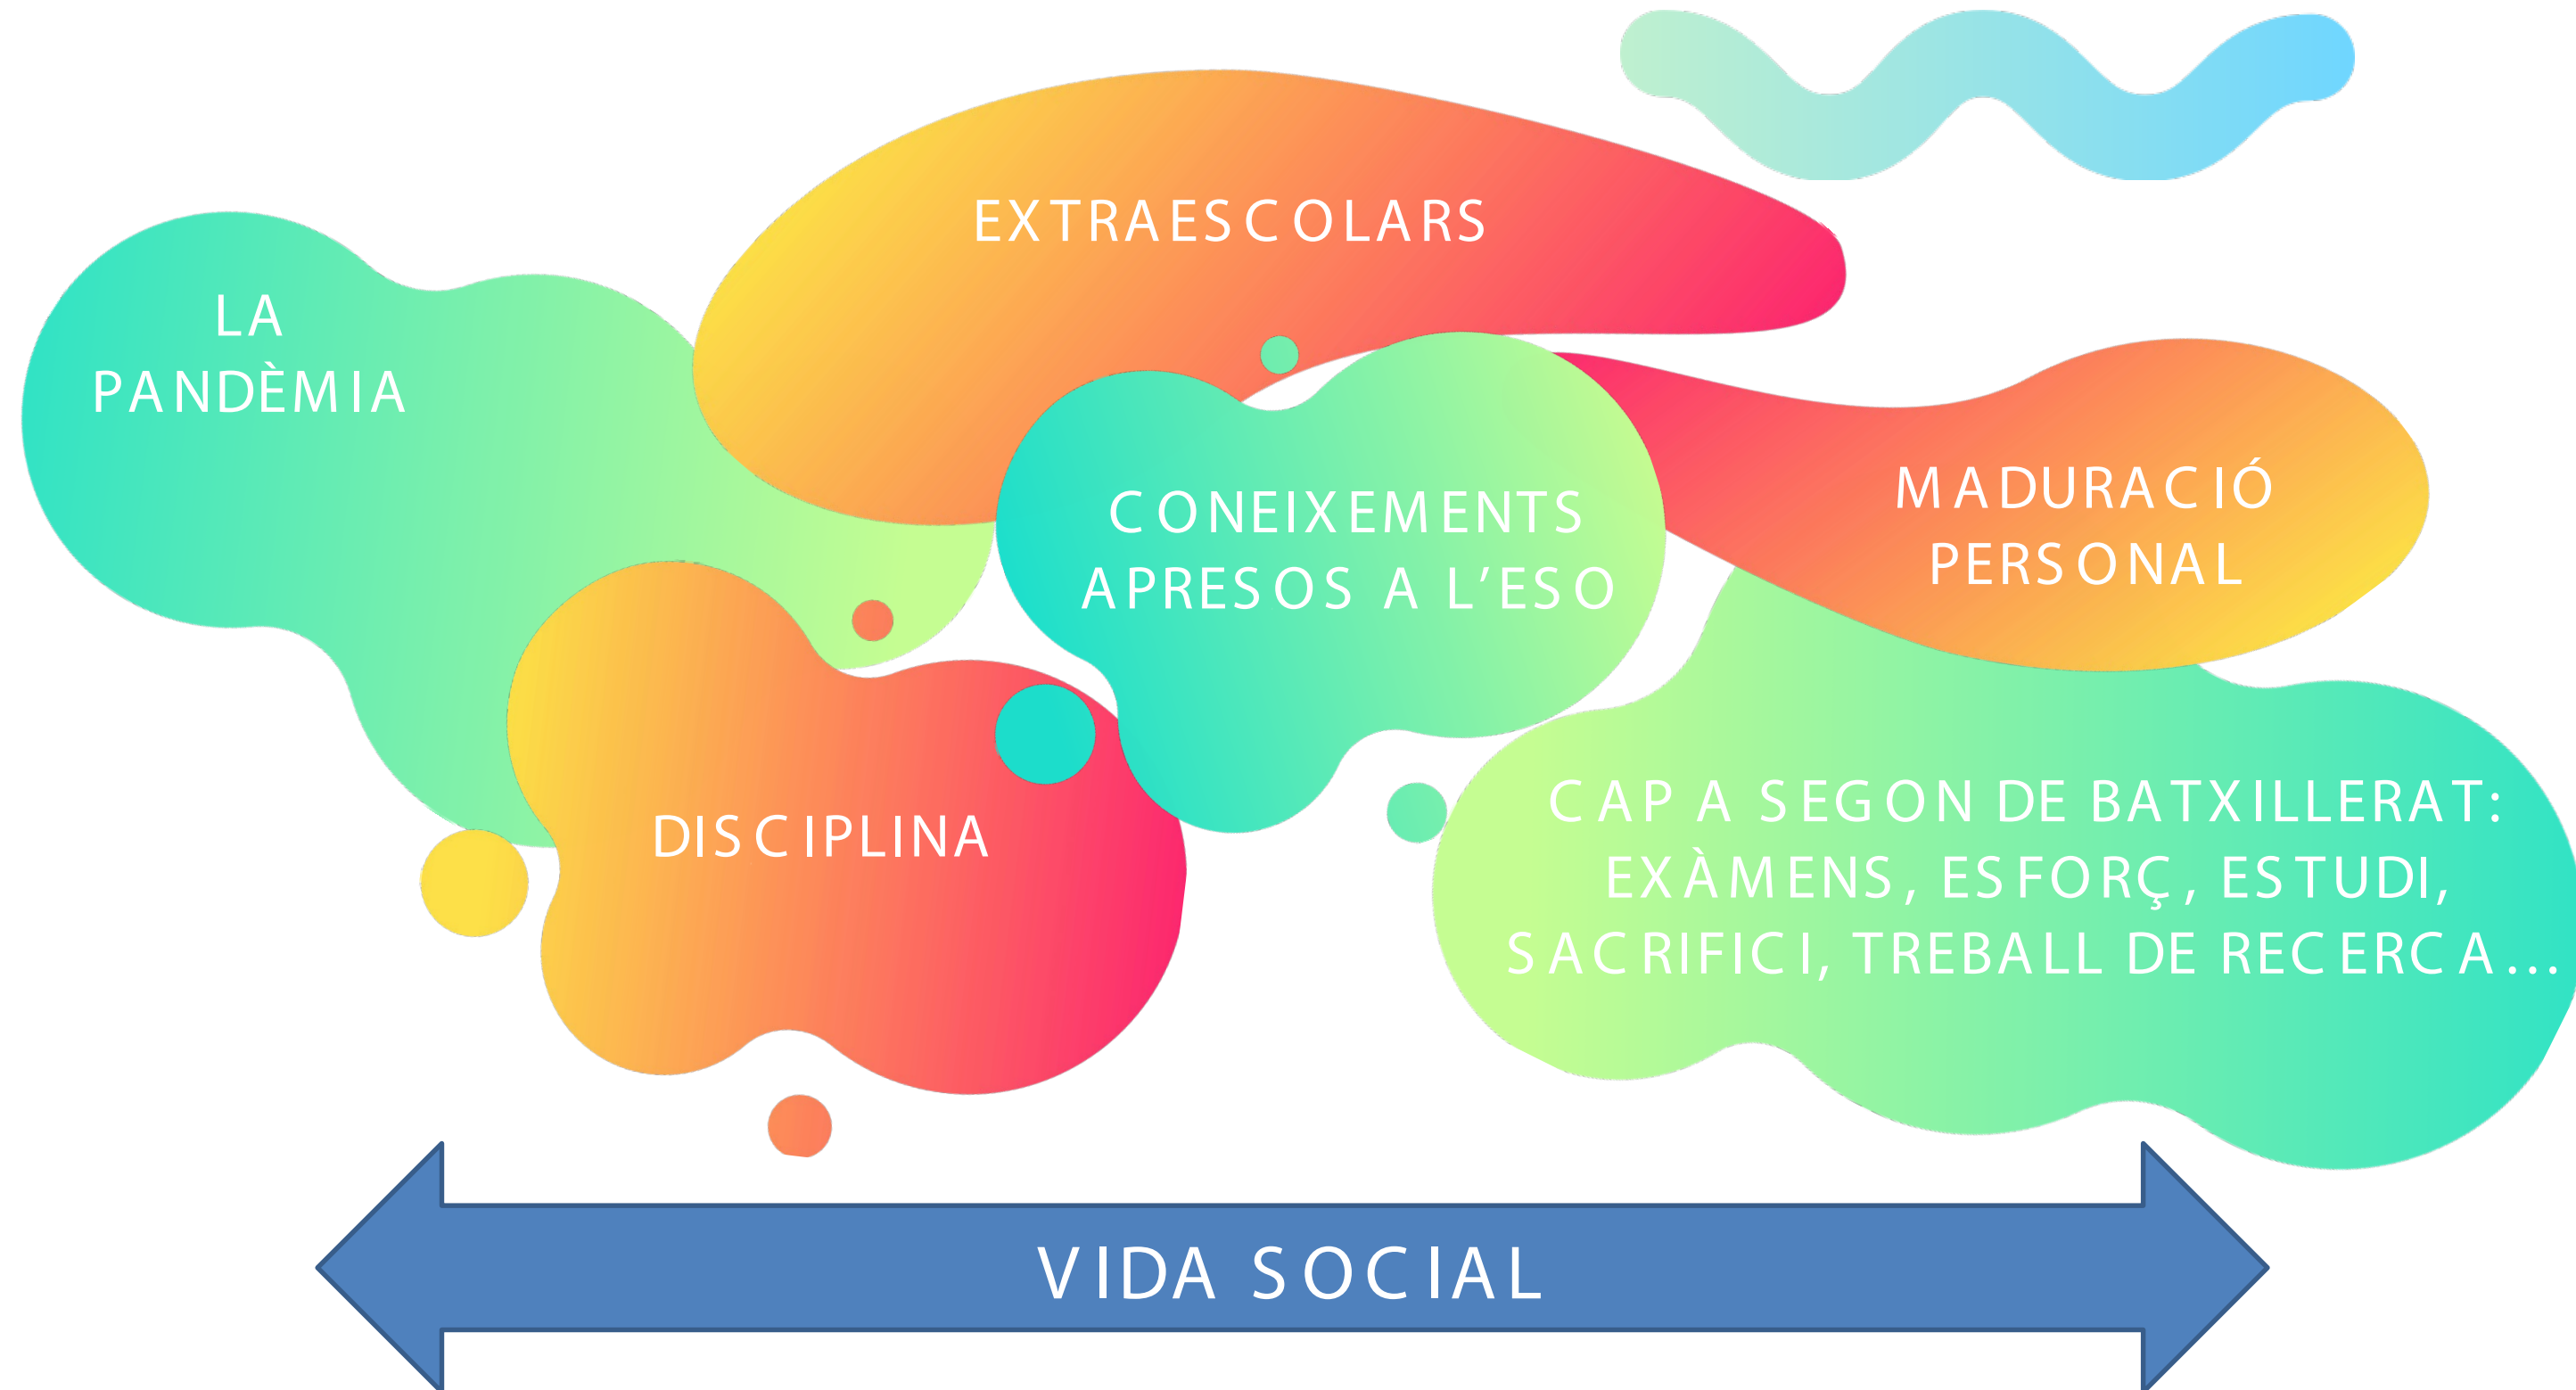 EXTRAESCOLARS
LA
PANDÈMIA
CONEIXEMENTS
APRESOS A L’ESO
MADURACIÓ
PERSONAL
DISCIPLINA
CAP A SEGON DE BATXILLERAT:
EXÀMENS, ESFORÇ, ESTUDI,
SACRIFICI, TREBALL DE RECERCA...
VIDA SOCIAL